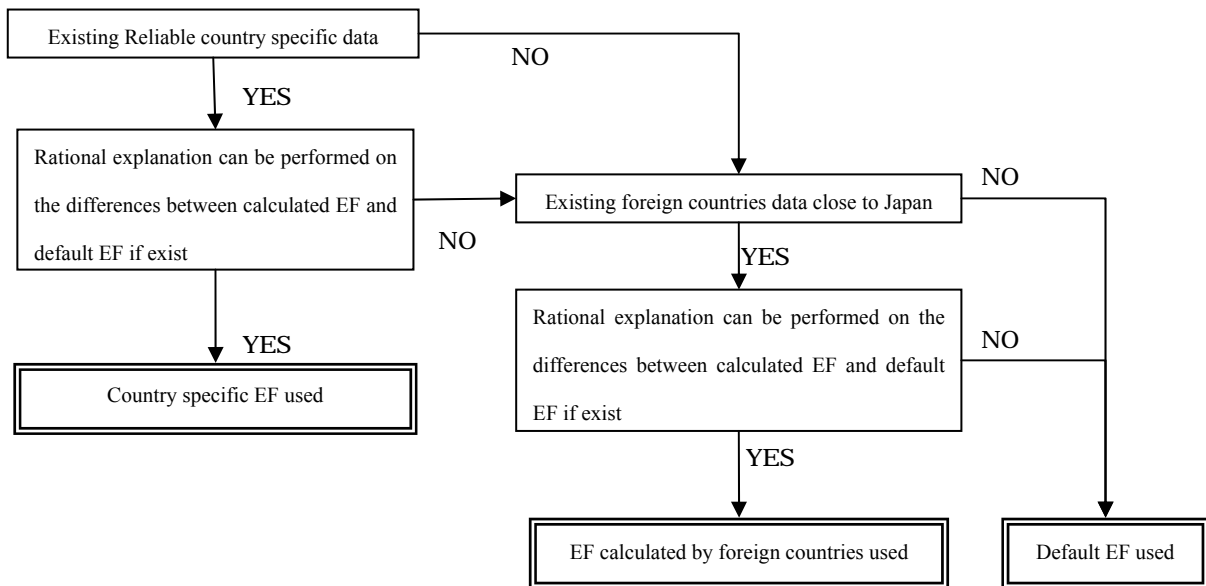 Existing Reliable country specific data
NO
YES
Rational explanation can be performed on
the differences between calculated EF and
default EF if exist
NO
Existing foreign countries data close to Japan
NO
YES
YES
Country specific EF used
Rational explanation can be performed on the
differences between calculated EF and default
EF if exist
NO
YES
EF calculated by foreign countries used
Default EF used